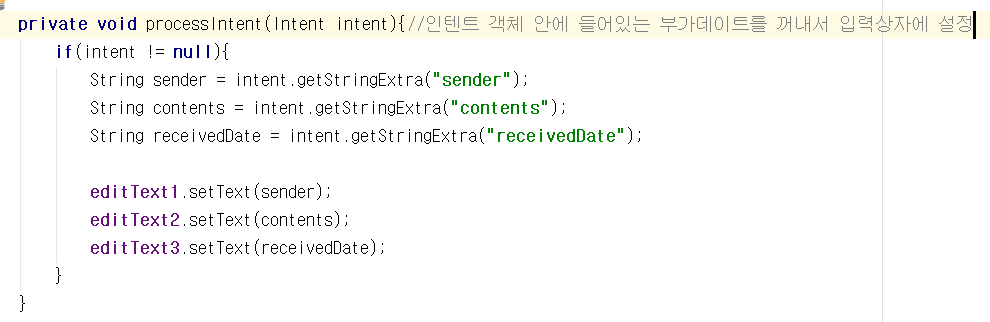 private void processIntent(Intent intent){//인텐트 객체 안에 들어있는 부가데이트를 꺼내서 입력상자에 설정
if(intent != null){
String sender = intent.getStringExtra("sender");
String contents = intent.getStringExtra("contents");
String receivedDate = intent.getStringExtra("receivedDate");
editText1.setText(sender);
editText2.setText(contents);
editText3.setText(receivedDate);
}
}